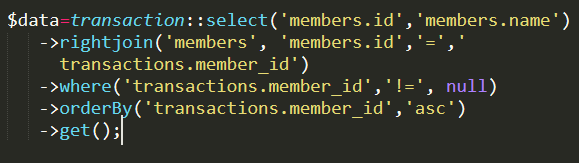 $data=transaction::select('members.id','members.name')
->rightjoin('members', 'members.id','=','
transactions.member_id')
->where('transactions.member_id','!=', null)
->orderBy('transactions.member_id','asc')
->get();